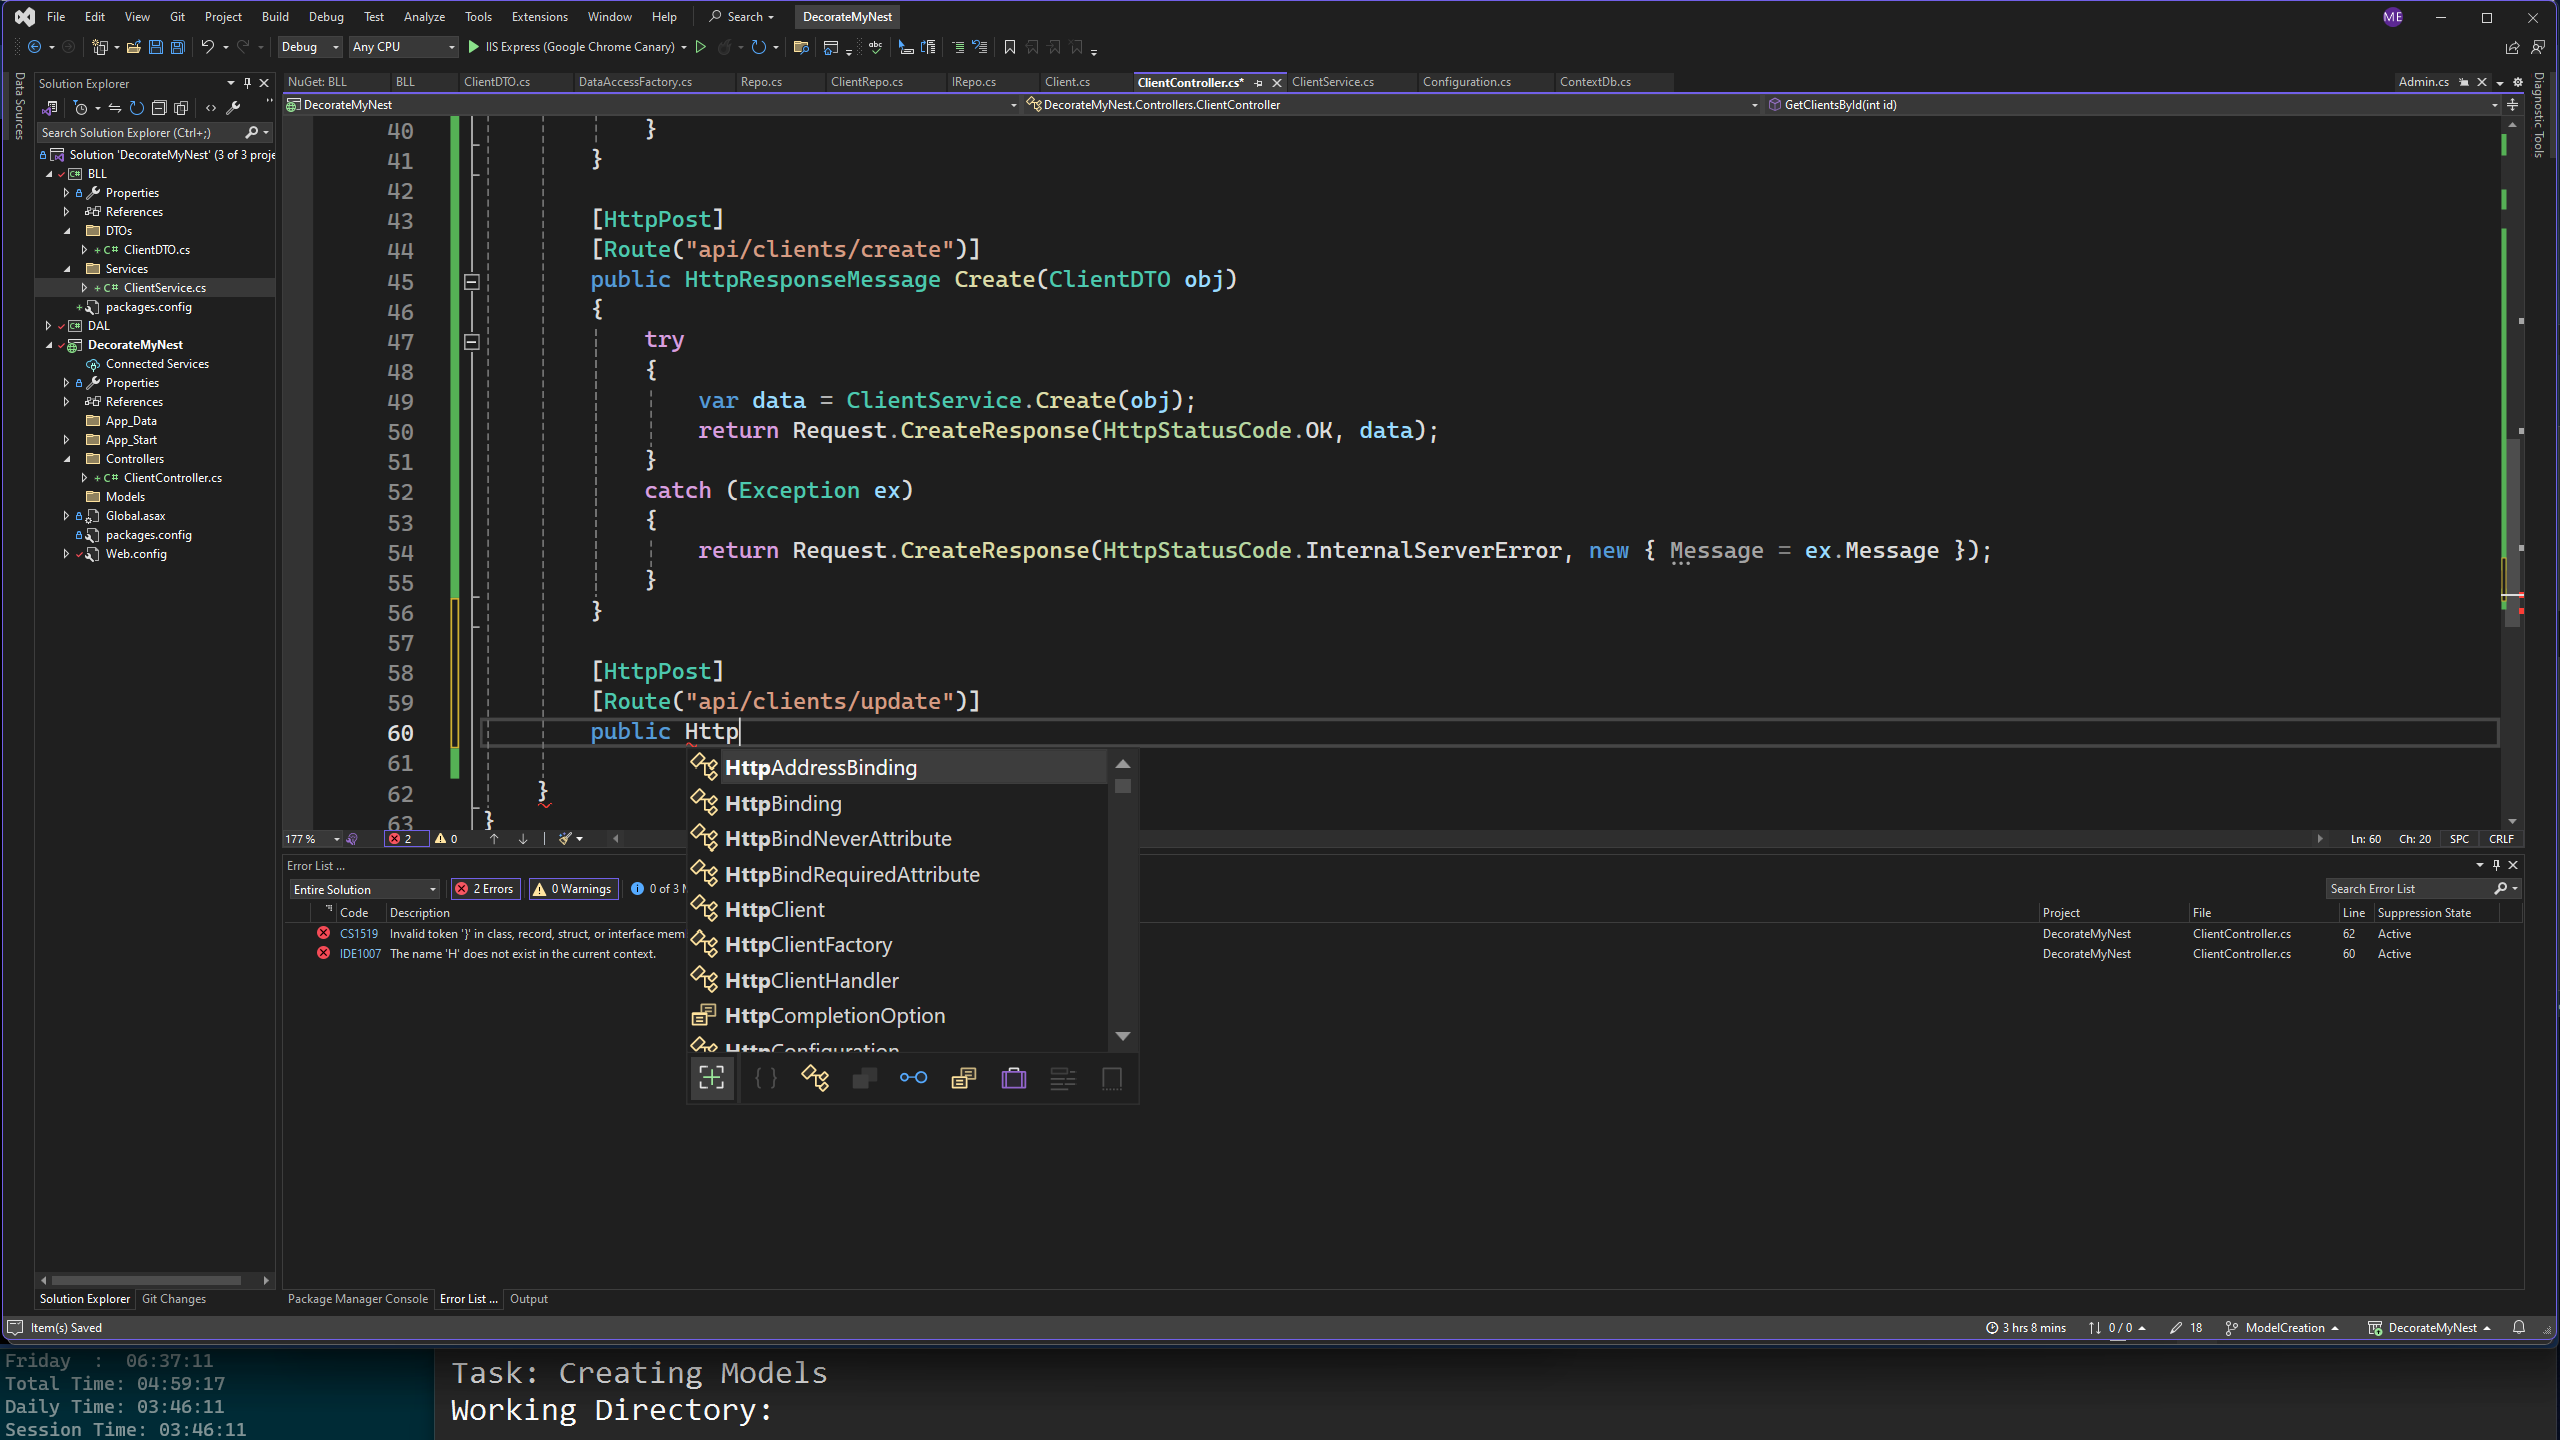 File Edit View Git Project Build Debug Test Analyze Tools Extensions Window Help Search DecorateMyNest ME
Debug Any CPU IIS Express (Google Chrome Canary)
Data Sources
Solution Explorer
Search Solution Explorer (Ctrl+;)
Solution 'DecorateMyNest' (3 of 3 proje
BLL
Properties
References
DTOs
C# ClientDTO.cs
Services
C# ClientService.cs
packages.config
DAL
DecorateMyNest
Connected Services
Properties
References
App_Data
App_Start
Controllers
C# ClientController.cs
Models
Global.asax
packages.config
Web.config
Solution Explorer Git Changes
NuGet: BLL BLL ClientDTO.cs DataAccessFactory.cs Repo.cs ClientRepo.cs IRepo.cs Client.cs ClientController.cs* ClientService.cs Configuration.cs ContextDb.cs Admin.cs
DecorateMyNest DecorateMyNest.Controllers.ClientController GetClientsById(int id)
Diagnostic Tools
40 }
41 }
42
43 [HttpPost]
44 [Route("api/clients/create")]
45 public HttpResponseMessage Create(ClientDTO obj)
46 {
47 try
48 {
49 var data = ClientService.Create(obj);
50 return Request.CreateResponse(HttpStatusCode.OK, data);
51 }
52 catch (Exception ex)
53 {
54 return Request.CreateResponse(HttpStatusCode.InternalServerError, new { Message = ex.Message });
55 }
56 }
57
58 [HttpPost]
59 [Route("api/clients/update")]
60 public Http
61
62 }
63 }
HttpAddressBinding
HttpBinding
HttpBindNeverAttribute
HttpBindRequiredAttribute
HttpClient
HttpClientFactory
HttpClientHandler
HttpCompletionOption
HttpConfiguration
177 % 2 0 Ln: 60 Ch: 20 SPC CRLF
Error List ...
Entire Solution 2 Errors 0 Warnings 0 of 3 M Search Error List
Code Description Project File Line Suppression State
CS1519 Invalid token '}' in class, record, struct, or interface mem DecorateMyNest ClientController.cs 62 Active
IDE1007 The name 'H' does not exist in the current context. DecorateMyNest ClientController.cs 60 Active
Package Manager Console Error List ... Output
Item(s) Saved 3 hrs 8 mins 0 / 0 18 ModelCreation DecorateMyNest
Friday : 06:37:11
Total Time: 04:59:17
Daily Time: 03:46:11
Session Time: 03:46:11
Task: Creating Models
Working Directory: